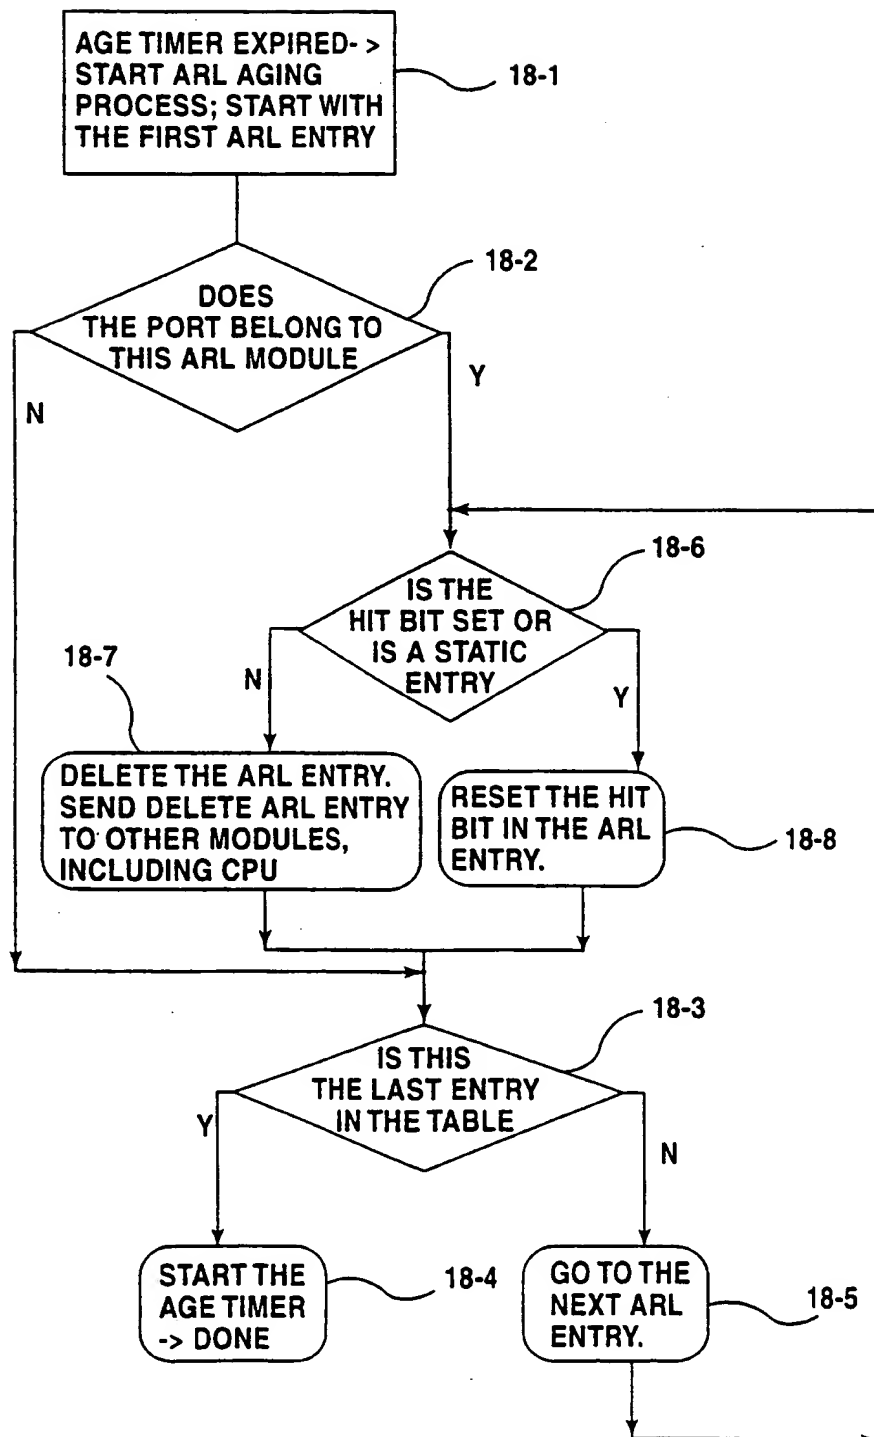 AGE TIMER EXPIRED- >
START ARL AGING
PROCESS; START WITH
THE FIRST ARL ENTRY
18-1
18-2
DOES
THE PORT BELONG TO
THIS ARL MODULE
Y
N
18-6
IS THE
HIT BIT SET OR
IS A STATIC
ENTRY
18-7
N
Y
DELETE THE ARL ENTRY.
SEND DELETE ARL ENTRY
TO OTHER MODULES,
INCLUDING CPU
RESET THE HIT
BIT IN THE ARL
ENTRY.
18-8
18-3
IS THIS
THE LAST ENTRY
IN THE TABLE
Y
N
START THE
AGE TIMER
-> DONE
18-4
GO TO THE
NEXT ARL
ENTRY.
18-5